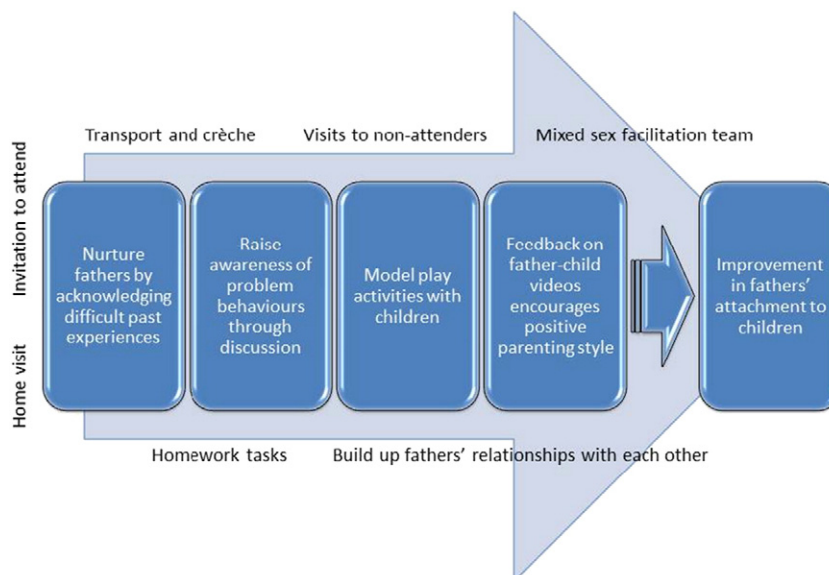 Transport and crèche
Visits to non-attenders
Mixed sex facilitation team
Invitation to attend
Home visit
Nurture
fathers by
acknowledging
difficult past
experiences
Raise
awareness of
problem
behaviours
through
discussion
Model play
activities with
children
Feedback on
father-child
videos
encourages
positive
parenting style
Improvement
in fathers'
attachment to
children
Homework tasks
Build up fathers' relationships with each other